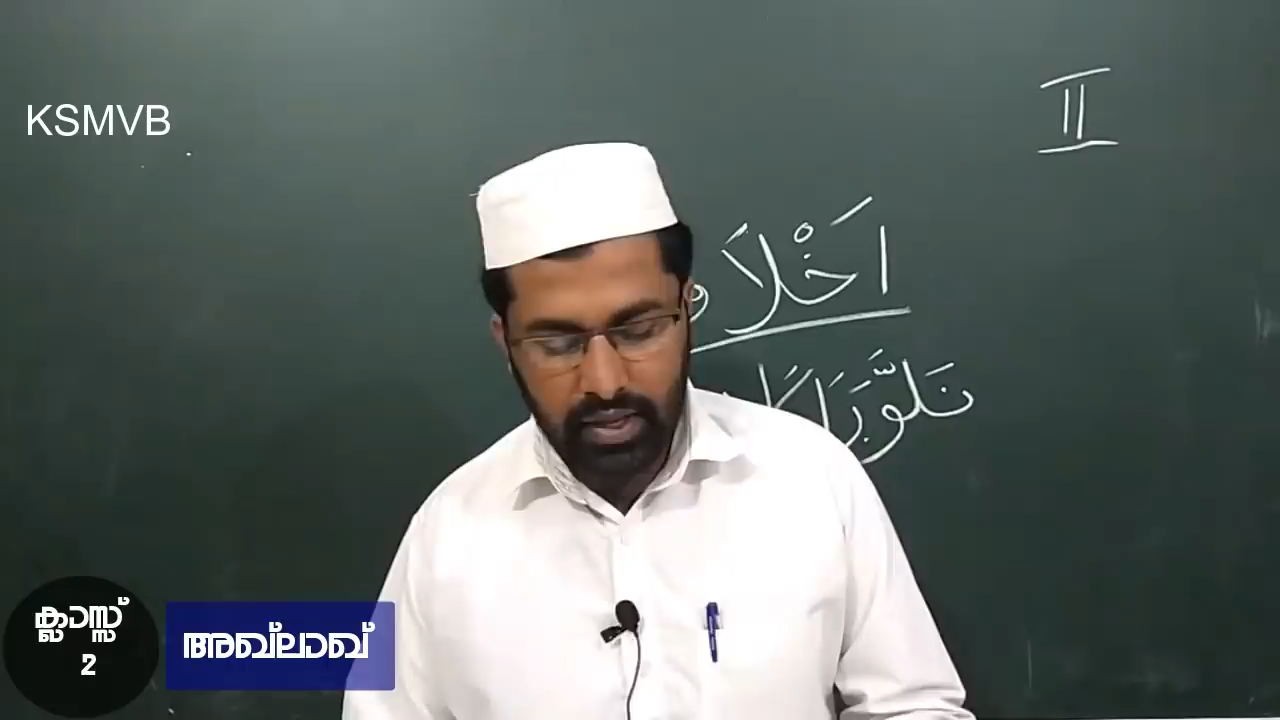 KSMVB
II
اَخْلَا
نَلَوَّرَا
ക്ലാസ്സ്
2
അഖ്ലാഖ്